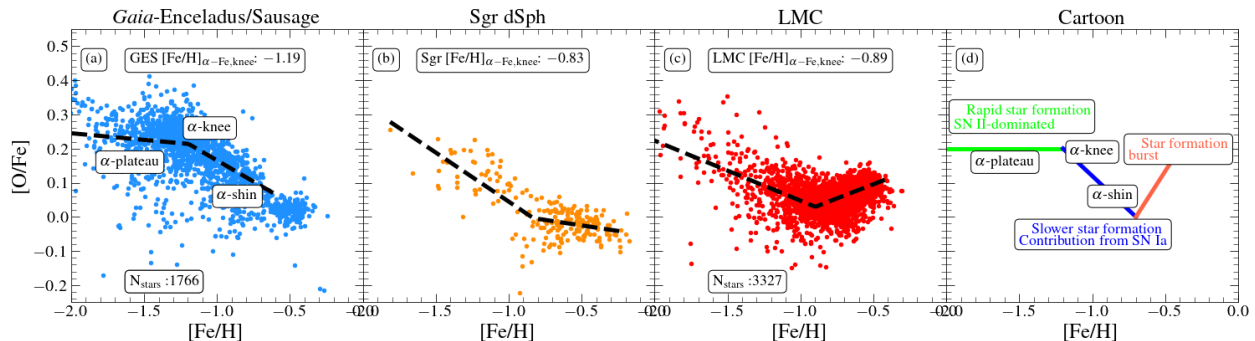 Gaia-Enceladus/Sausage
Sgr dSph
LMC
Cartoon
(a)
GES [Fe/H]α−Fe,knee: −1.19
(b)
Sgr [Fe/H]α−Fe,knee: −0.83
(c)
LMC [Fe/H]α−Fe,knee: −0.89
(d)
0.5
0.4
0.3
0.2
0.1
0.0
−0.1
−0.2
[O/Fe]
α-knee
α-plateau
α-shin
Nstars :1766
Nstars :3327
Rapid star formation
SN II-dominated
α-plateau
α-knee
α-shin
Star formation
burst
Slower star formation
Contribution from SN Ia
−2.0 −1.5 −1.0 −0.5
−2.0 −1.5 −1.0 −0.5
−2.0 −1.5 −1.0 −0.5
−2.0 −1.5 −1.0 −0.5 0.0
[Fe/H]
[Fe/H]
[Fe/H]
[Fe/H]